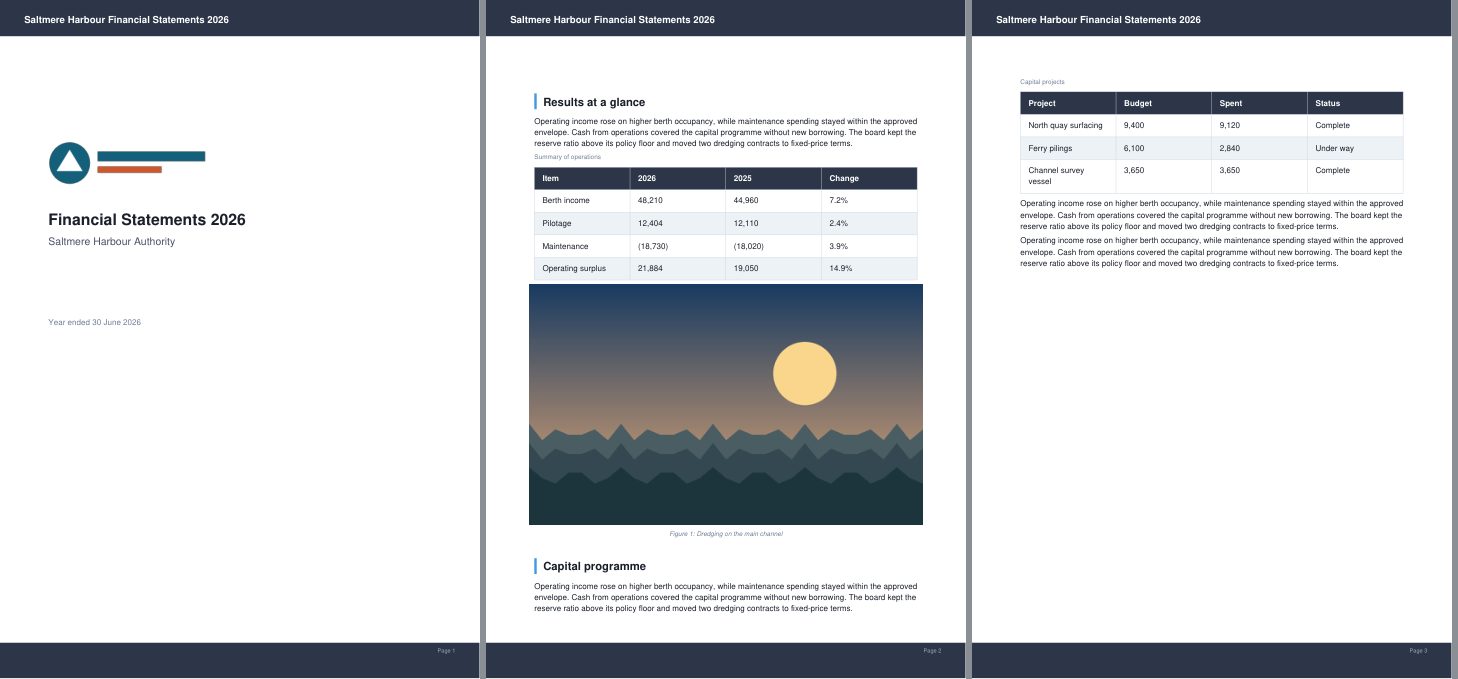 Saltmere Harbour Financial Statements 2026
Financial Statements 2026
Saltmere Harbour Authority
Year ended 30 June 2026
Page 1
Saltmere Harbour Financial Statements 2026
Results at a glance
Operating income rose on higher berth occupancy, while maintenance spending stayed within the approved
envelope. Cash from operations covered the capital programme without new borrowing. The board kept the
reserve ratio above its policy floor and moved two dredging contracts to fixed-price terms.
Summary of operations
Item 2026 2025 Change
Berth income 48,210 44,960 7.2%
Pilotage 12,404 12,110 2.4%
Maintenance (18,730) (18,020) 3.9%
Operating surplus 21,884 19,050 14.9%
Figure 1: Dredging on the main channel
Capital programme
Operating income rose on higher berth occupancy, while maintenance spending stayed within the approved
envelope. Cash from operations covered the capital programme without new borrowing. The board kept the
reserve ratio above its policy floor and moved two dredging contracts to fixed-price terms.
Page 2
Saltmere Harbour Financial Statements 2026
Capital projects
Project Budget Spent Status
North quay surfacing 9,400 9,120 Complete
Ferry pilings 6,100 2,840 Under way
Channel survey
vessel 3,650 3,650 Complete
Operating income rose on higher berth occupancy, while maintenance spending stayed within the approved
envelope. Cash from operations covered the capital programme without new borrowing. The board kept the
reserve ratio above its policy floor and moved two dredging contracts to fixed-price terms.
Operating income rose on higher berth occupancy, while maintenance spending stayed within the approved
envelope. Cash from operations covered the capital programme without new borrowing. The board kept the
reserve ratio above its policy floor and moved two dredging contracts to fixed-price terms.
Page 3